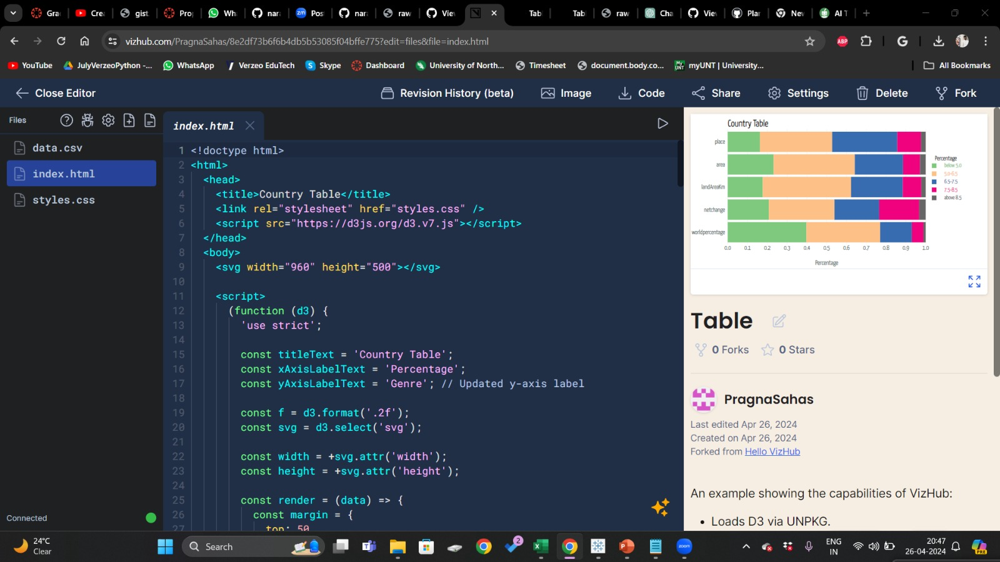 Gra
Cre
gist.
Pro
Wh
nara
Pos
nara
raw
Vie
Tab
Tab
raw
Cha
Vie
Plar
Nev
AI T
vizhub.com/PragnaSahas/8e2df73b6f6b4db5b53085f04bffe775?edit=files&file=index.html
ABP
G
YouTube
JulyVerzeoPython -...
WhatsApp
Verzeo EduTech
Skype
Dashboard
University of North...
Timesheet
document.body.co...
myUNT | University...
All Bookmarks
Close Editor
Revision History (beta)
Image
Code
Share
Settings
Delete
Fork
Files
data.csv
index.html
styles.css
Connected
index.html
1 <!doctype html>
2 <html>
3 <head>
4 <title>Country Table</title>
5 <link rel="stylesheet" href="styles.css" />
6 <script src="https://d3js.org/d3.v7.js"></script>
7 </head>
8 <body>
9 <svg width="960" height="500"></svg>
10
11 <script>
12 (function (d3) {
13 'use strict';
14
15 const titleText = 'Country Table';
16 const xAxisLabelText = 'Percentage';
17 const yAxisLabelText = 'Genre'; // Updated y-axis label
18
19 const f = d3.format('.2f');
20 const svg = d3.select('svg');
21
22 const width = +svg.attr('width');
23 const height = +svg.attr('height');
24
25 const render = (data) => {
26 const margin = {
27 top: 50
Country Table
place
area
landAreaKm
netchange
worldpercentage
0.0 0.1 0.2 0.3 0.4 0.5 0.6 0.7 0.8 0.9 1.0
Percentage
Percentage
below 5.0
5.0-6.5
6.5-7.5
7.5-8.5
above 8.5
Table
0 Forks
0 Stars
PragnaSahas
Last edited Apr 26, 2024
Created on Apr 26, 2024
Forked from Hello VizHub
An example showing the capabilities of VizHub:
• Loads D3 via UNPKG.
24°C
Clear
Search
2
zoom
ENG
IN
20:47
26-04-2024
PRE